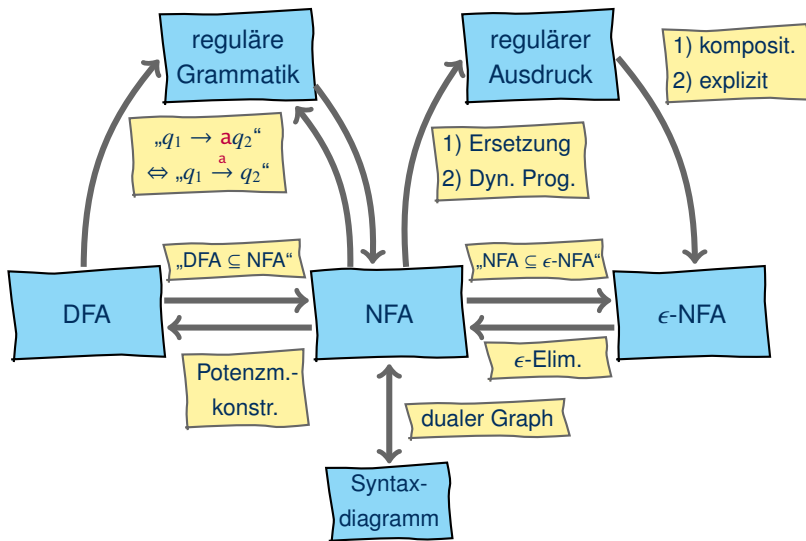 reguläre
Grammatik
regulärer
Ausdruck
1) komposit.
2) explizit
„q₁ → aq₂“
⇔ „q₁ →ᵃ q₂“
1) Ersetzung
2) Dyn. Prog.
„DFA ⊆ NFA“
„NFA ⊆ ϵ-NFA“
DFA
NFA
ϵ-NFA
Potenzm.-
konstr.
ϵ-Elim.
dualer Graph
Syntax-
diagramm